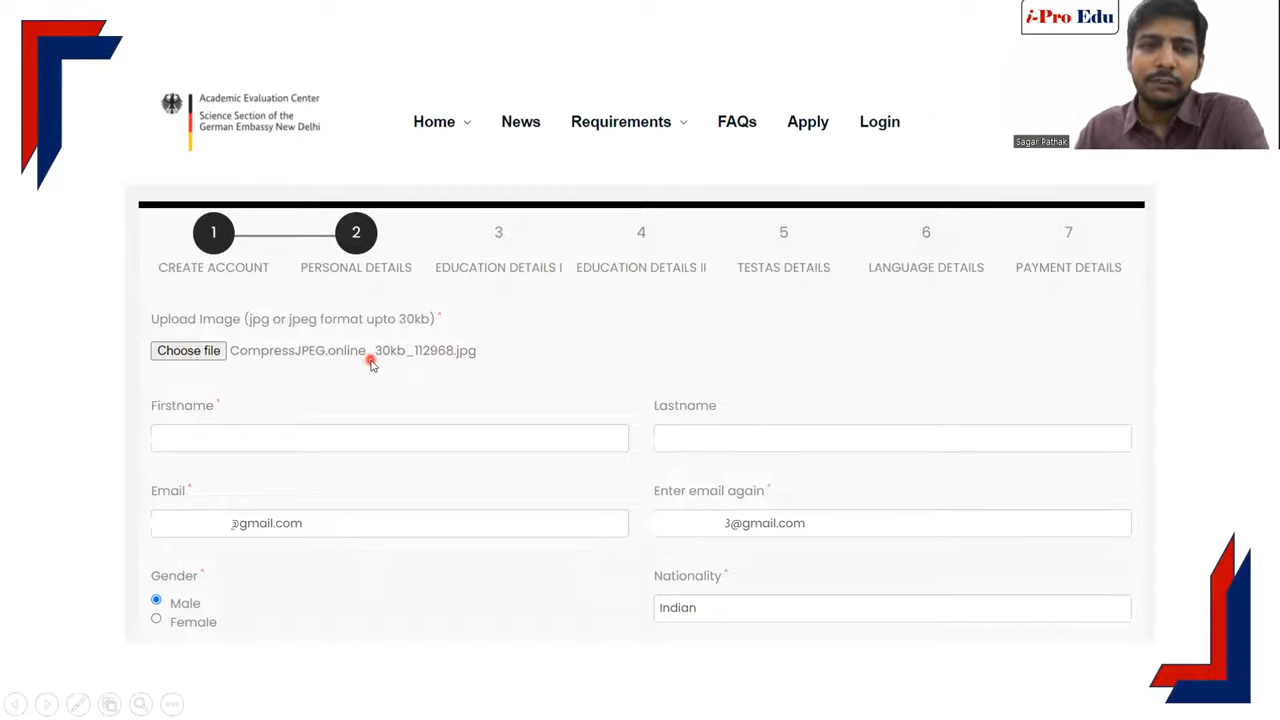 i-Pro Edu
Sagar Pathak
Academic Evaluation Center
Science Section of the
German Embassy New Delhi
Home
News
Requirements
FAQs
Apply
Login
1
2
3
4
5
6
7
CREATE ACCOUNT
PERSONAL DETAILS
EDUCATION DETAILS I
EDUCATION DETAILS II
TESTAS DETAILS
LANGUAGE DETAILS
PAYMENT DETAILS
Upload Image (jpg or jpeg format upto 30kb) *
Choose file CompressJPEG.online_30kb_112968.jpg
Firstname *
Lastname
Email *
Enter email again *
@gmail.com
3@gmail.com
Gender *
Nationality *
Male
Female
Indian